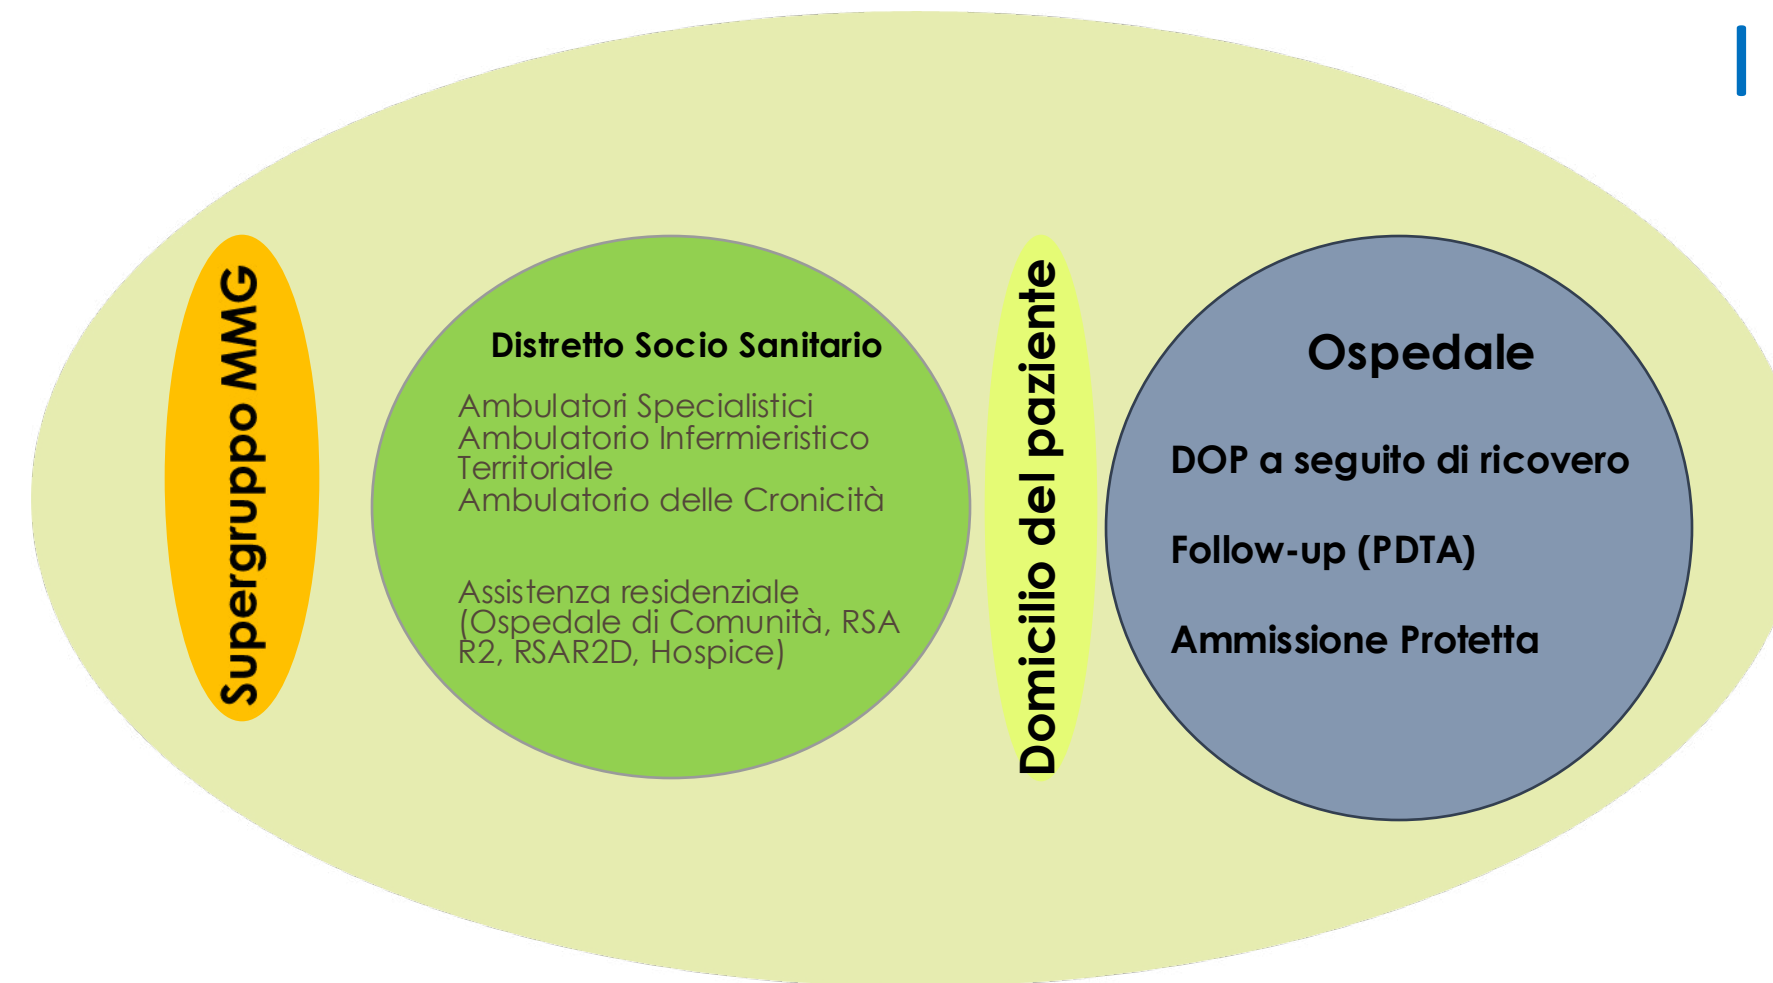 Supergruppo MMG
Distretto Socio Sanitario
Ambulatori Specialistici
Ambulatorio Infermieristico
Territoriale
Ambulatorio delle Cronicità
Assistenza residenziale
(Ospedale di Comunità, RSA
R2, RSAR2D, Hospice)
Domicilio del paziente
Ospedale
DOP a seguito di ricovero
Follow-up (PDTA)
Ammissione Protetta